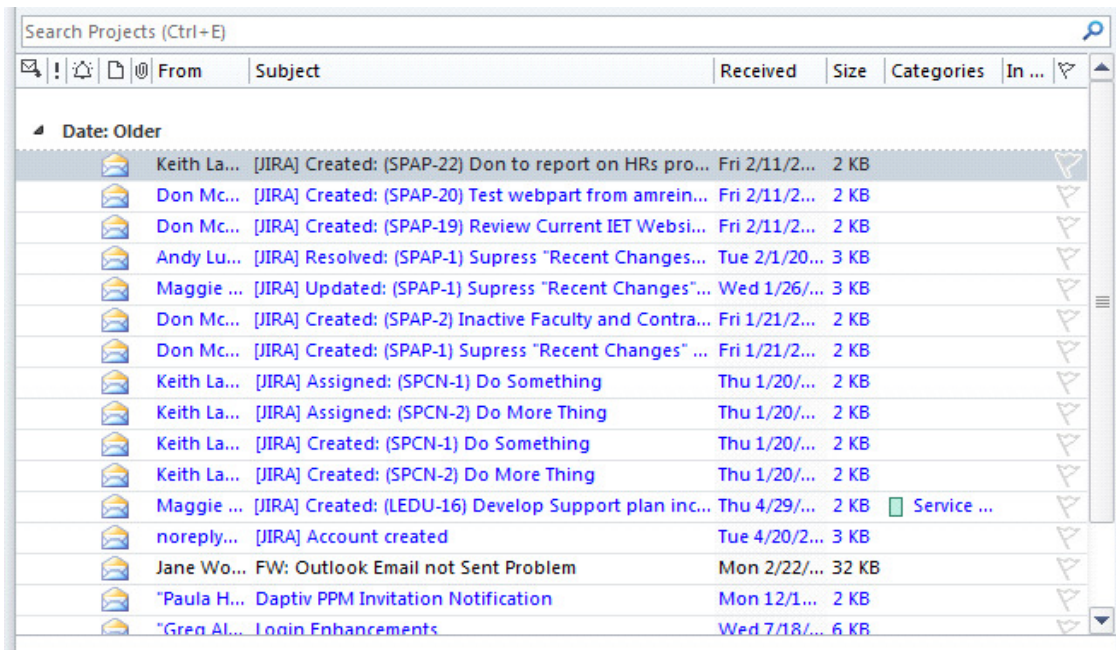 Search Projects (Ctrl+E)
! From Subject Received Size Categories In ...
Date: Older
Keith La... [JIRA] Created: (SPAP-22) Don to report on HRs pro... Fri 2/11/2... 2 KB
Don Mc... [JIRA] Created: (SPAP-20) Test webpart from amrein... Fri 2/11/2... 2 KB
Don Mc... [JIRA] Created: (SPAP-19) Review Current IET Websi... Fri 2/11/2... 2 KB
Andy Lu... [JIRA] Resolved: (SPAP-1) Supress "Recent Changes... Tue 2/1/20... 3 KB
Maggie ... [JIRA] Updated: (SPAP-1) Supress "Recent Changes"... Wed 1/26/... 3 KB
Don Mc... [JIRA] Created: (SPAP-2) Inactive Faculty and Contra... Fri 1/21/2... 2 KB
Don Mc... [JIRA] Created: (SPAP-1) Supress "Recent Changes" ... Fri 1/21/2... 2 KB
Keith La... [JIRA] Assigned: (SPCN-1) Do Something Thu 1/20/... 2 KB
Keith La... [JIRA] Assigned: (SPCN-2) Do More Thing Thu 1/20/... 2 KB
Keith La... [JIRA] Created: (SPCN-1) Do Something Thu 1/20/... 2 KB
Keith La... [JIRA] Created: (SPCN-2) Do More Thing Thu 1/20/... 2 KB
Maggie ... [JIRA] Created: (LEDU-16) Develop Support plan inc... Thu 4/29/... 2 KB Service ...
noreply... [JIRA] Account created Tue 4/20/2... 3 KB
Jane Wo... FW: Outlook Email not Sent Problem Mon 2/22/... 32 KB
"Paula H... Daptiv PPM Invitation Notification Mon 12/1... 2 KB
"Greg Al... Login Enhancements Wed 7/18/... 6 KB